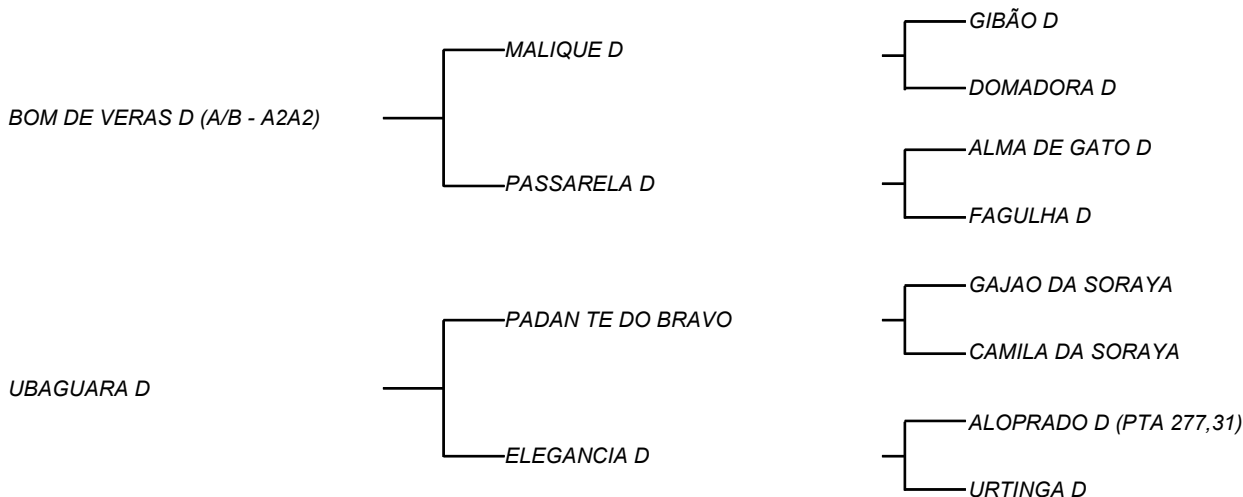 GIBÃO D
MALIQUE D
DOMADORA D
BOM DE VERAS D (A/B - A2A2)
ALMA DE GATO D
PASSARELA D
FAGULHA D
GAJAO DA SORAYA
PADAN TE DO BRAVO
CAMILA DA SORAYA
UBAGUARA D
ALOPRADO D (PTA 277,31)
ELEGANCIA D
URTINGA D